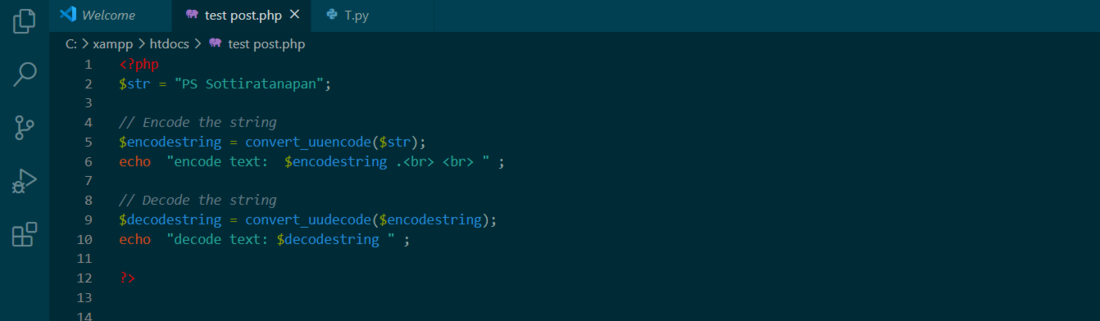 Welcome test post.php T.py
C: xampp htdocs test post.php
1 <?php
2 $str = "PS Sottiratanapan";
3
4 // Encode the string
5 $encodestring = convert_uuencode($str);
6 echo  "encode text:  $encodestring .<br> <br> " ;
7
8 // Decode the string
9 $decodestring = convert_uudecode($encodestring);
10 echo  "decode text: $decodestring " ;
11
12 ?>
13
14